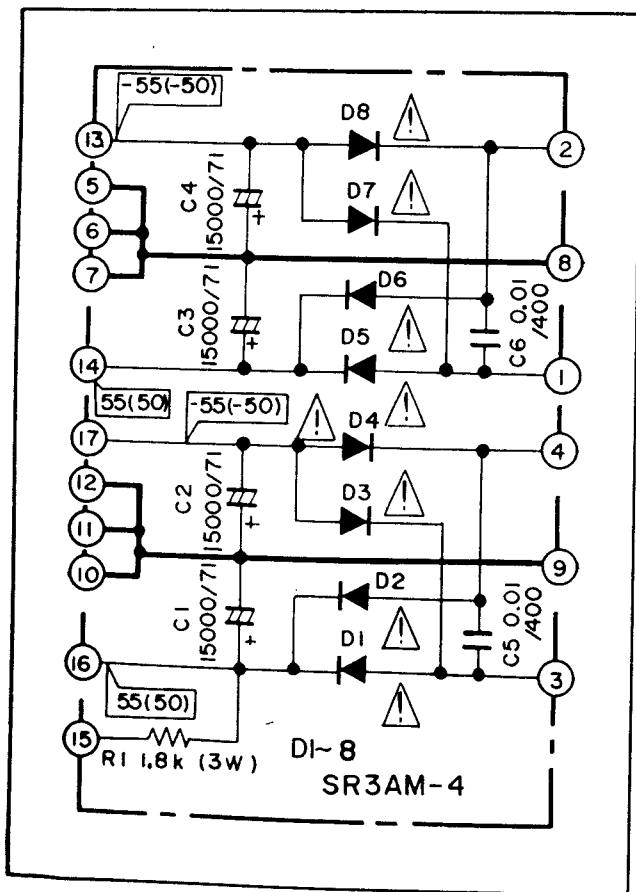 -55(-50)
D8
!
13
2
D7
!
5
C4
15000/71
+
6
8
7
D6
C3
15000/71
+
!
C6 0.01
/400
D5
14
1
55(50)
-55(-50)
!
!
D4
17
4
12
C2
15000/71
+
D3
!
11
9
10
D2
C1
15000/71
+
!
C5 0.01
/400
D1
16
3
55(50)
!
15
R1 1.8k (3W)
D1~8
SR3AM-4